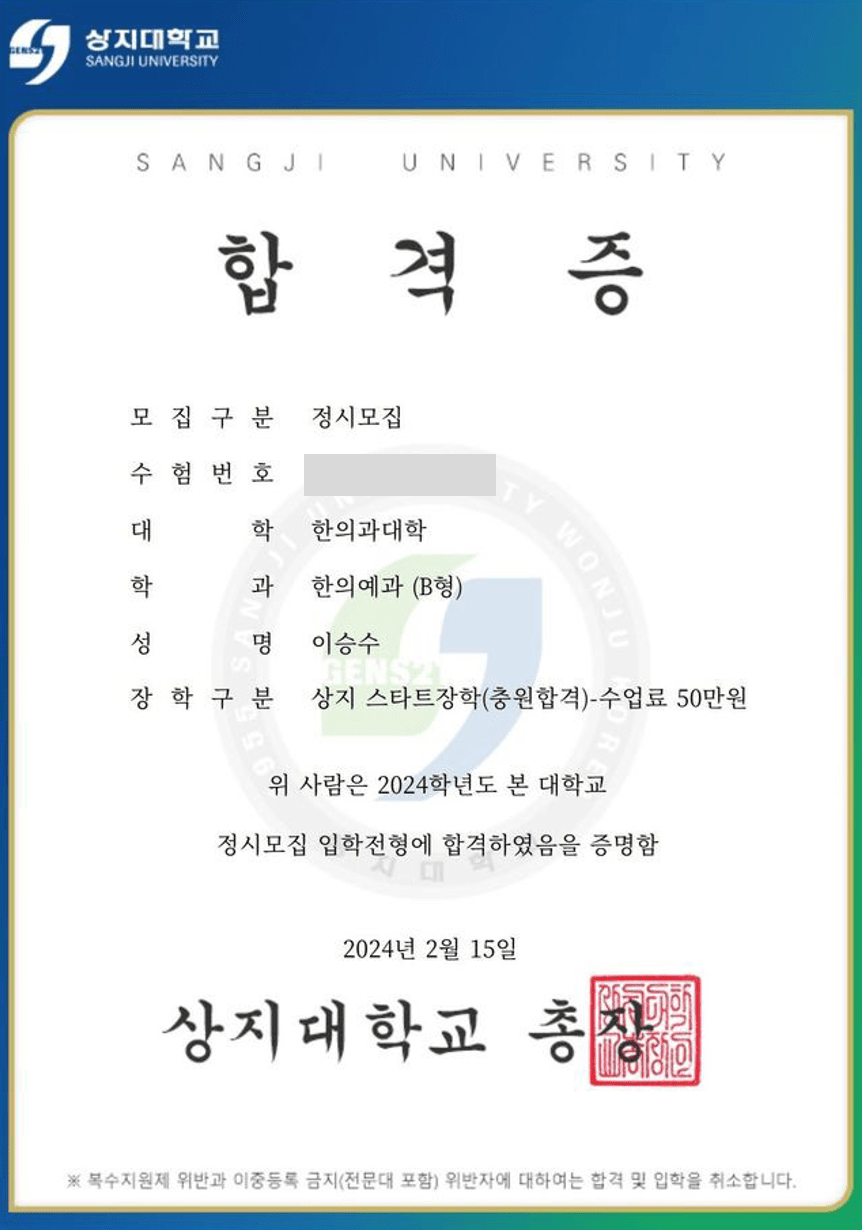 상지대학교
SANGJI UNIVERSITY
SANGJI UNIVERSITY
합격증
모집구분 정시모집
수험번호
대학 한의과대학
학과 한의예과 (B형)
성명 이승수
장학구분 상지 스타트장학(충원합격)-수업료 50만원
위 사람은 2024학년도 본 대학교
정시모집 입학전형에 합격하였음을 증명함
2024년 2월 15일
상지대학교 총장
※ 복수지원제 위반과 이중등록 금지(전문대 포함) 위반자에 대하여는 합격 및 입학을 취소합니다.